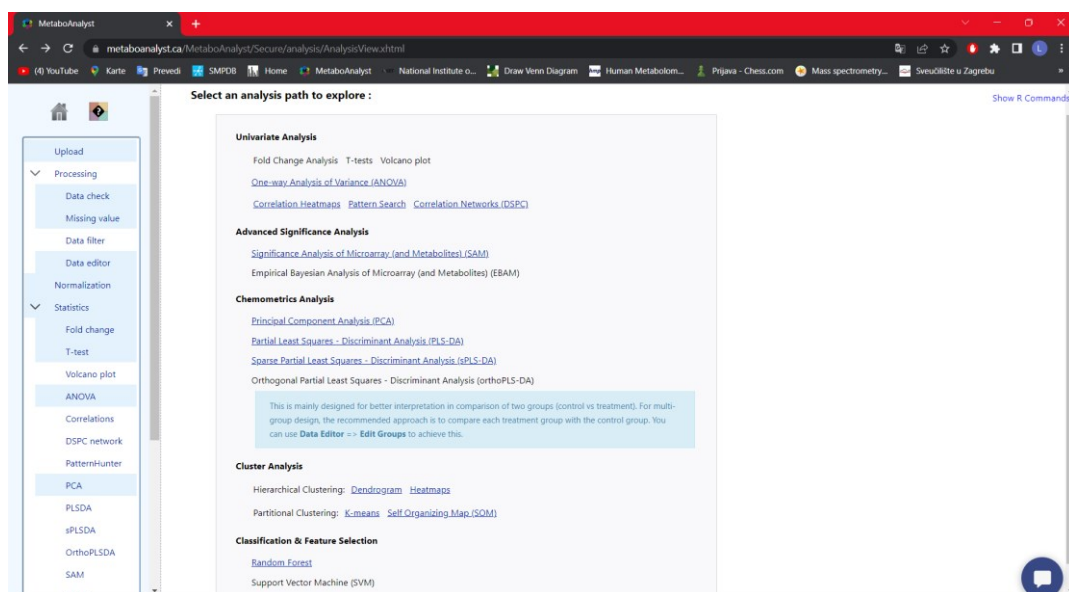 MetaboAnalyst
metaboanalyst.ca/MetaboAnalyst/Secure/analysis/AnalysisView.xhtml
(4) YouTube Karte Prevedi SMPDB Home MetaboAnalyst National Institute o... Draw Venn Diagram Human Metabolom... Prijava - Chess.com Mass spectrometry... Sveučilište u Zagrebu »
Select an analysis path to explore :
Show R Commands
Upload
Processing
Data check
Missing value
Data filter
Data editor
Normalization
Statistics
Fold change
T-test
Volcano plot
ANOVA
Correlations
DSPC network
PatternHunter
PCA
PLSDA
sPLSDA
OrthoPLSDA
SAM
Univariate Analysis
Fold Change Analysis T-tests Volcano plot
One-way Analysis of Variance (ANOVA)
Correlation Heatmaps Pattern Search Correlation Networks (DSPC)
Advanced Significance Analysis
Significance Analysis of Microarray (and Metabolites) (SAM)
Empirical Bayesian Analysis of Microarray (and Metabolites) (EBAM)
Chemometrics Analysis
Principal Component Analysis (PCA)
Partial Least Squares - Discriminant Analysis (PLS-DA)
Sparse Partial Least Squares - Discriminant Analysis (sPLS-DA)
Orthogonal Partial Least Squares - Discriminant Analysis (orthoPLS-DA)
This is mainly designed for better interpretation in comparison of two groups (control vs treatment). For multi-
group design, the recommended approach is to compare each treatment group with the control group. You
can use Data Editor => Edit Groups to achieve this.
Cluster Analysis
Hierarchical Clustering: Dendrogram Heatmaps
Partitional Clustering: K-means Self Organizing Map (SOM)
Classification & Feature Selection
Random Forest
Support Vector Machine (SVM)